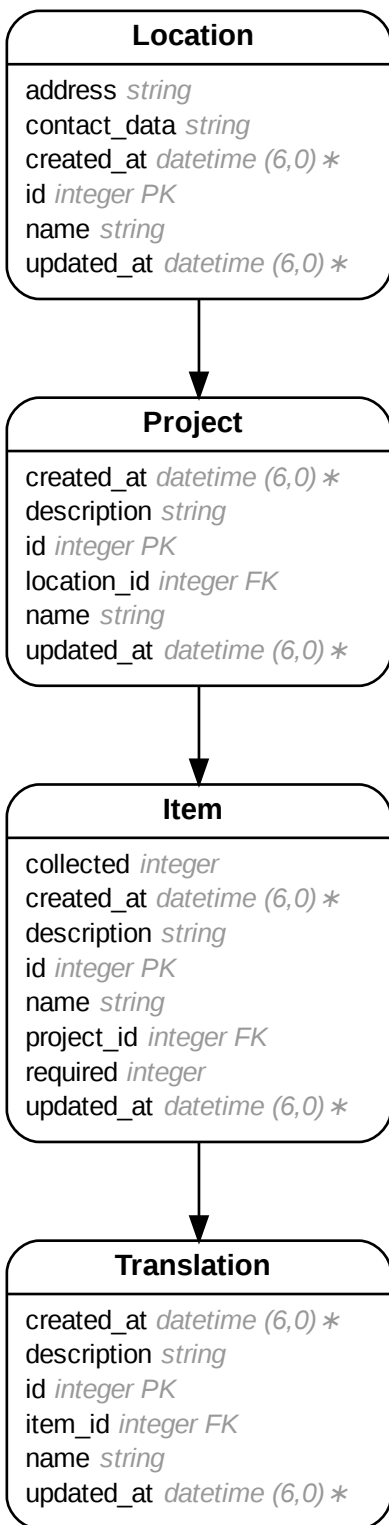 Location
address string
contact_data string
created_at datetime (6,0) ∗
id integer PK
name string
updated_at datetime (6,0) ∗
Project
created_at datetime (6,0) ∗
description string
id integer PK
location_id integer FK
name string
updated_at datetime (6,0) ∗
Item
collected integer
created_at datetime (6,0) ∗
description string
id integer PK
name string
project_id integer FK
required integer
updated_at datetime (6,0) ∗
Translation
created_at datetime (6,0) ∗
description string
id integer PK
item_id integer FK
name string
updated_at datetime (6,0) ∗